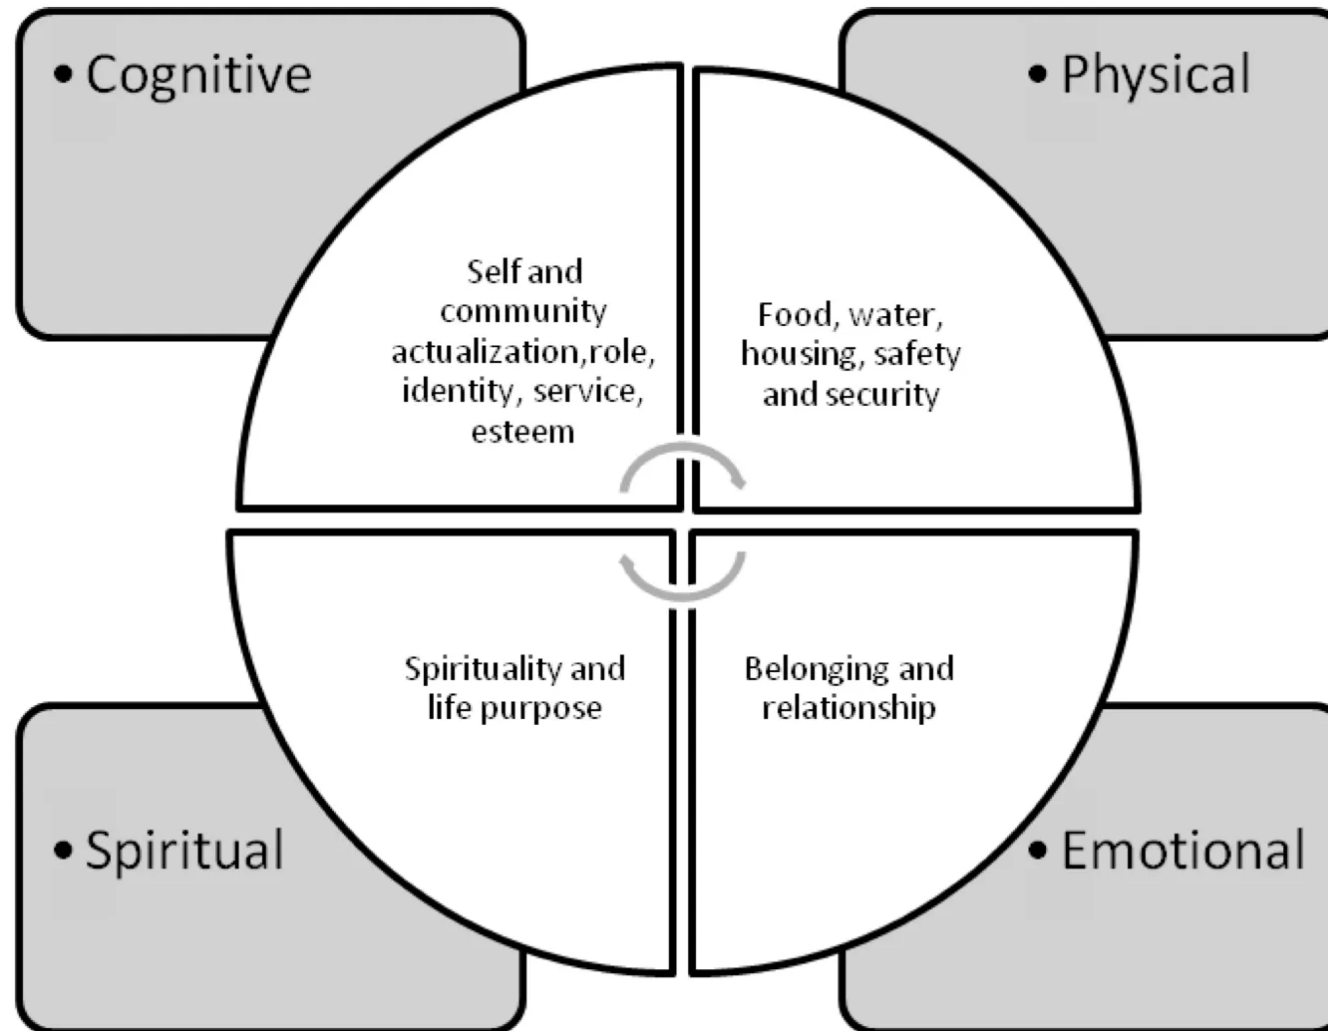 • Cognitive
• Physical
Self and
community
actualization,role,
identity, service,
esteem
Food, water,
housing, safety
and security
Spirituality and
life purpose
Belonging and
relationship
• Spiritual
• Emotional